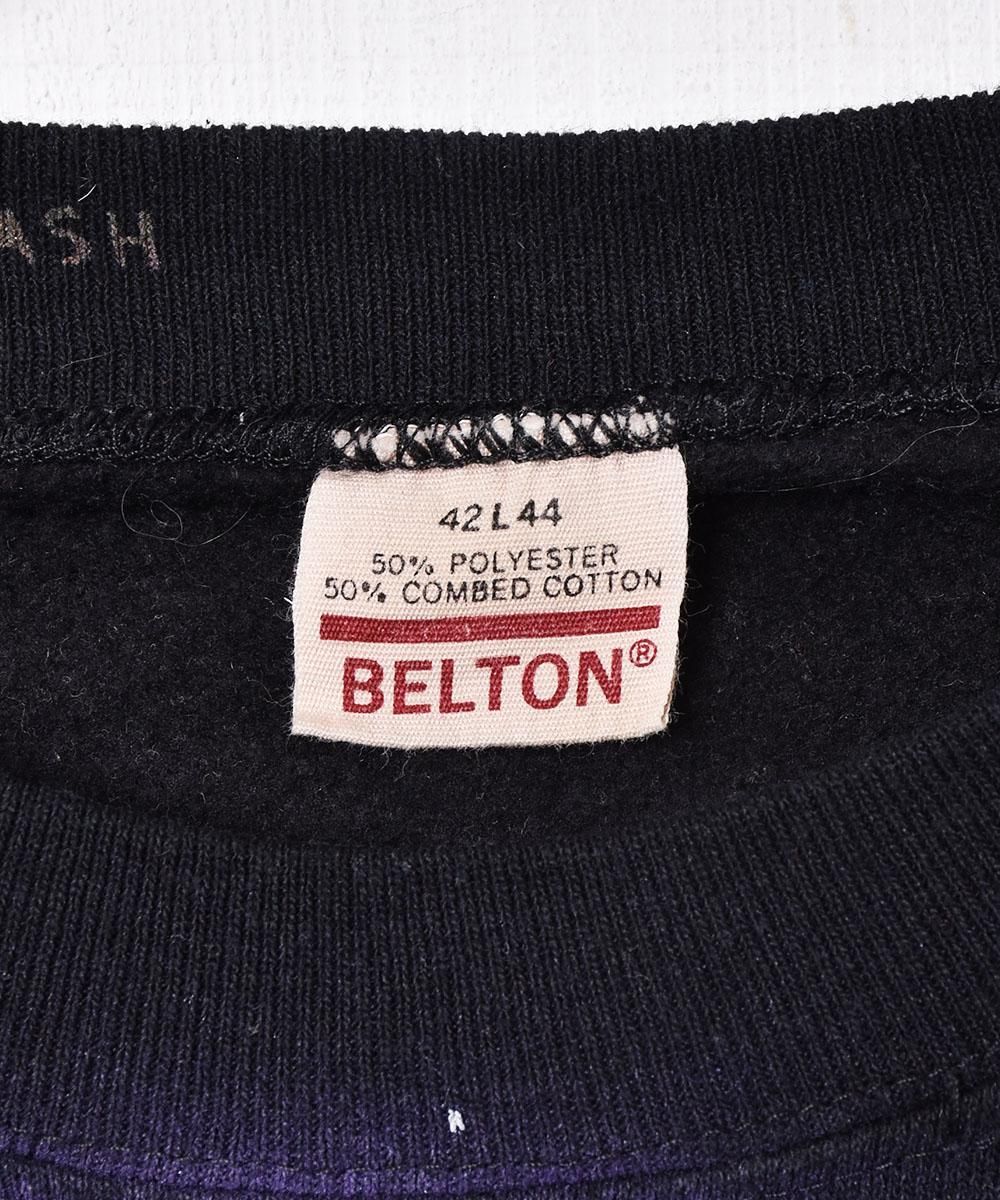 ASH
42 L 44
50% POLYESTER
50% COMBED COTTON
BELTON®